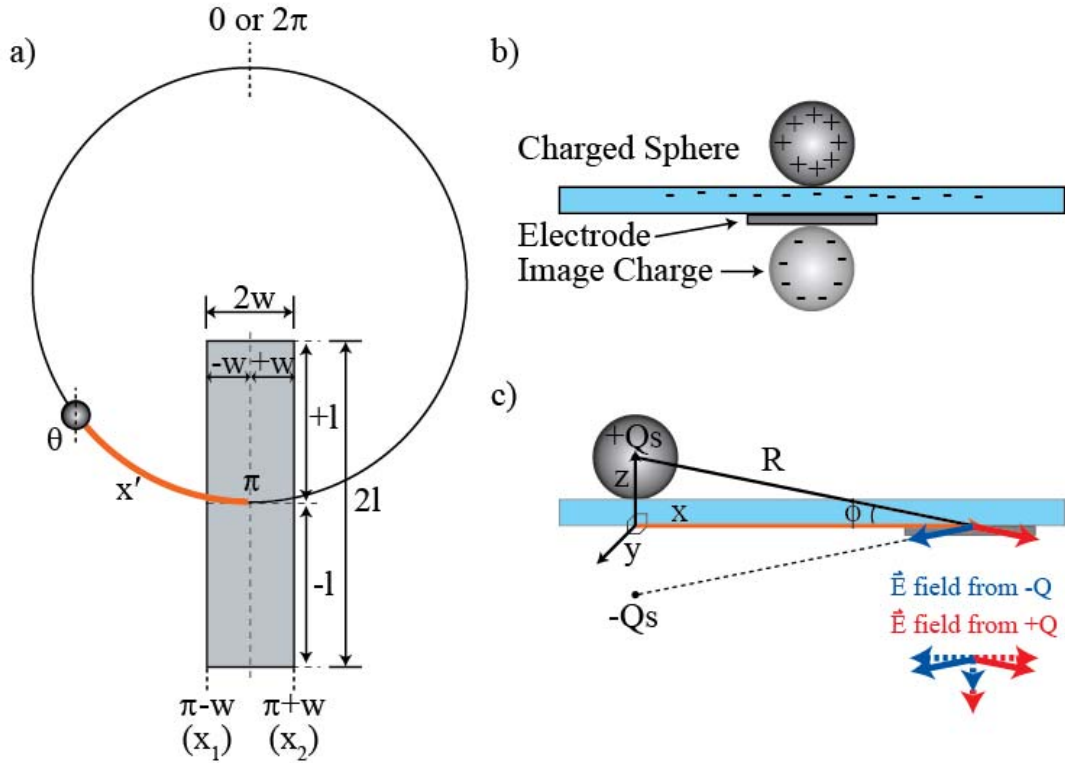 a)
0 or 2π
2w
-w
+w
+l
θ
x′
π
2l
-l
π-w
(x₁)
π+w
(x₂)
b)
+ + + + + + + +
Charged Sphere
- - - - - - - - - - -
Electrode
Image Charge
- - - - - - - -
c)
+Qs
R
z
x
ϕ
y
-Qs
E⃗ field from -Q
E⃗ field from +Q